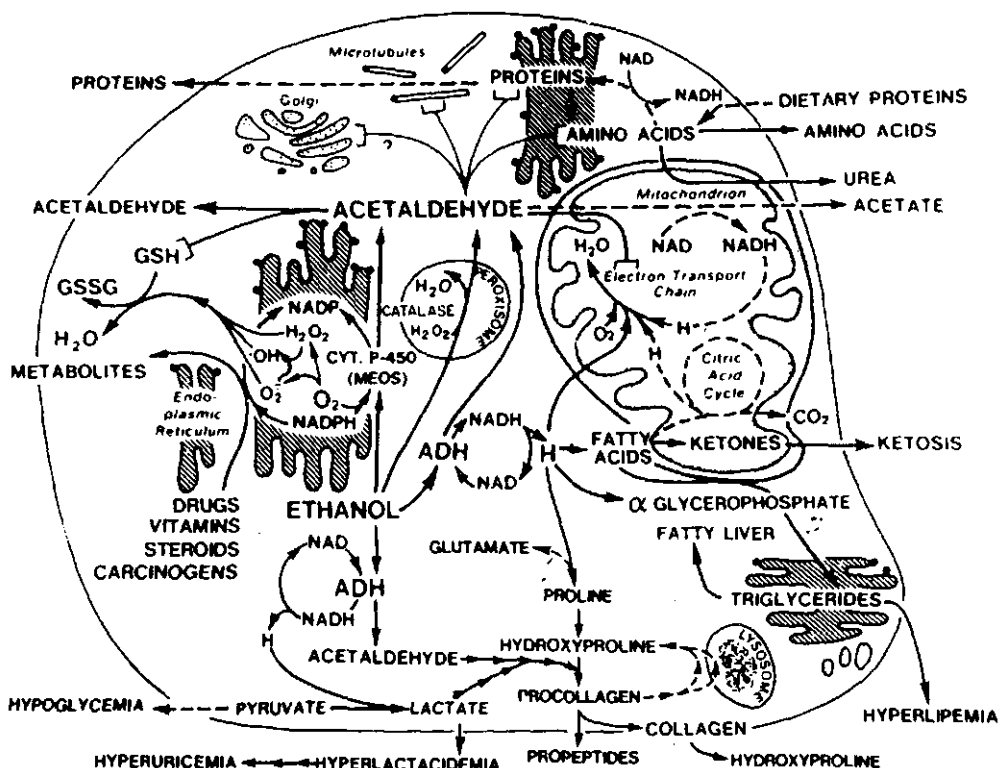 Microtubules
NAD
PROTEINS
PROTEINS
NADH
DIETARY PROTEINS
Golgi
?
AMINO ACIDS
AMINO ACIDS
UREA
Mitochondrion
ACETALDEHYDE
ACETALDEHYDE
ACETATE
H₂O
NAD
NADH
GSH
Electron Transport
Chain
GSSG
H₂O
PEROXISOME
NADP
CATALASE
H₂O₂
H₂O₂
O₂
H
H₂O
OH
CYT. P-450
(MEOS)
H
Citric
Acid
Cycle
METABOLITES
Endo-
plasmic
Reticulum
O₂⁻
O₂
NADPH
CO₂
NADH
ADH
H
FATTY
ACIDS
KETONES
KETOSIS
NAD
DRUGS
VITAMINS
STEROIDS
CARCINOGENS
ETHANOL
α GLYCEROPHOSPHATE
FATTY LIVER
NAD
GLUTAMATE
ADH
PROLINE
TRIGLYCERIDES
NADH
H
HYDROXYPROLINE
LYSOSOME
ACETALDEHYDE
PROCOLLAGEN
HYPOGLYCEMIA
PYRUVATE
LACTATE
COLLAGEN
HYPERLIPEMIA
HYPERURICEMIA
HYPERLACTACIDEMIA
PROPEPTIDES
HYDROXYPROLINE